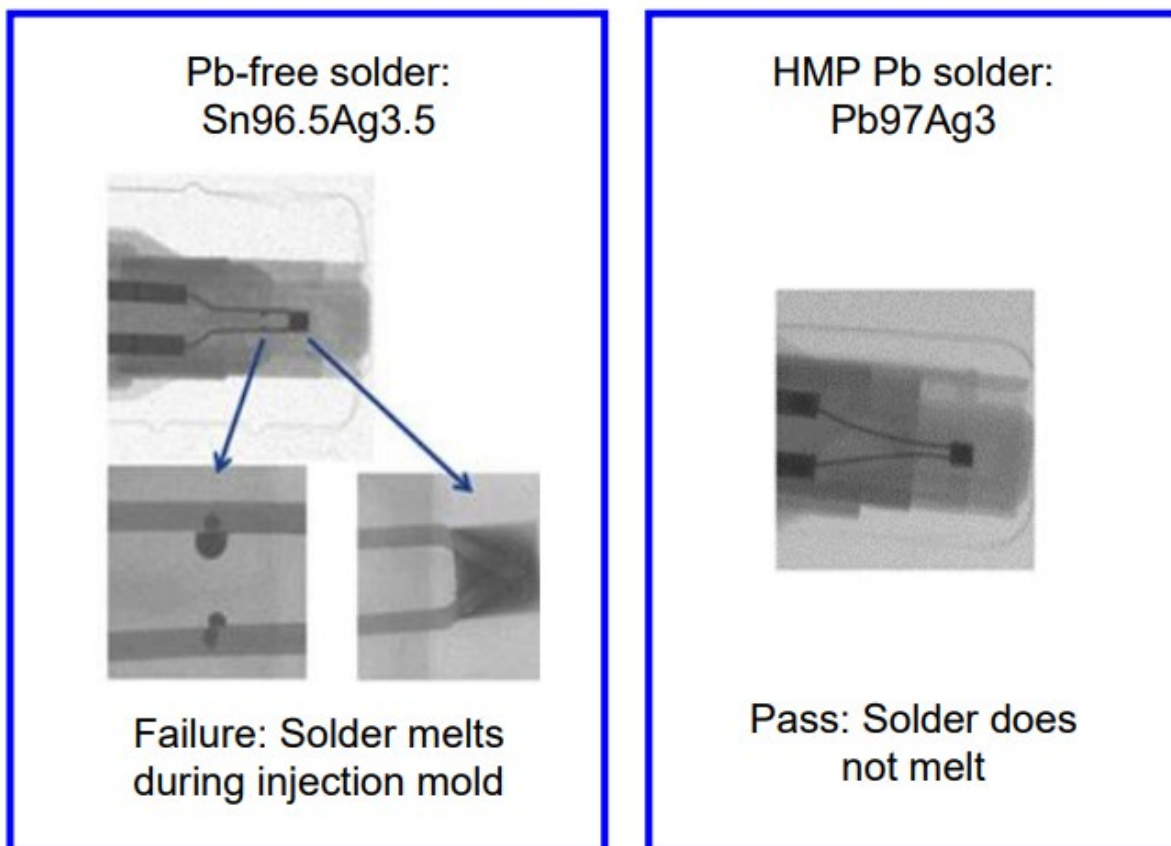 Pb-free solder:
Sn96.5Ag3.5
Failure: Solder melts
during injection mold
HMP Pb solder:
Pb97Ag3
Pass: Solder does
not melt